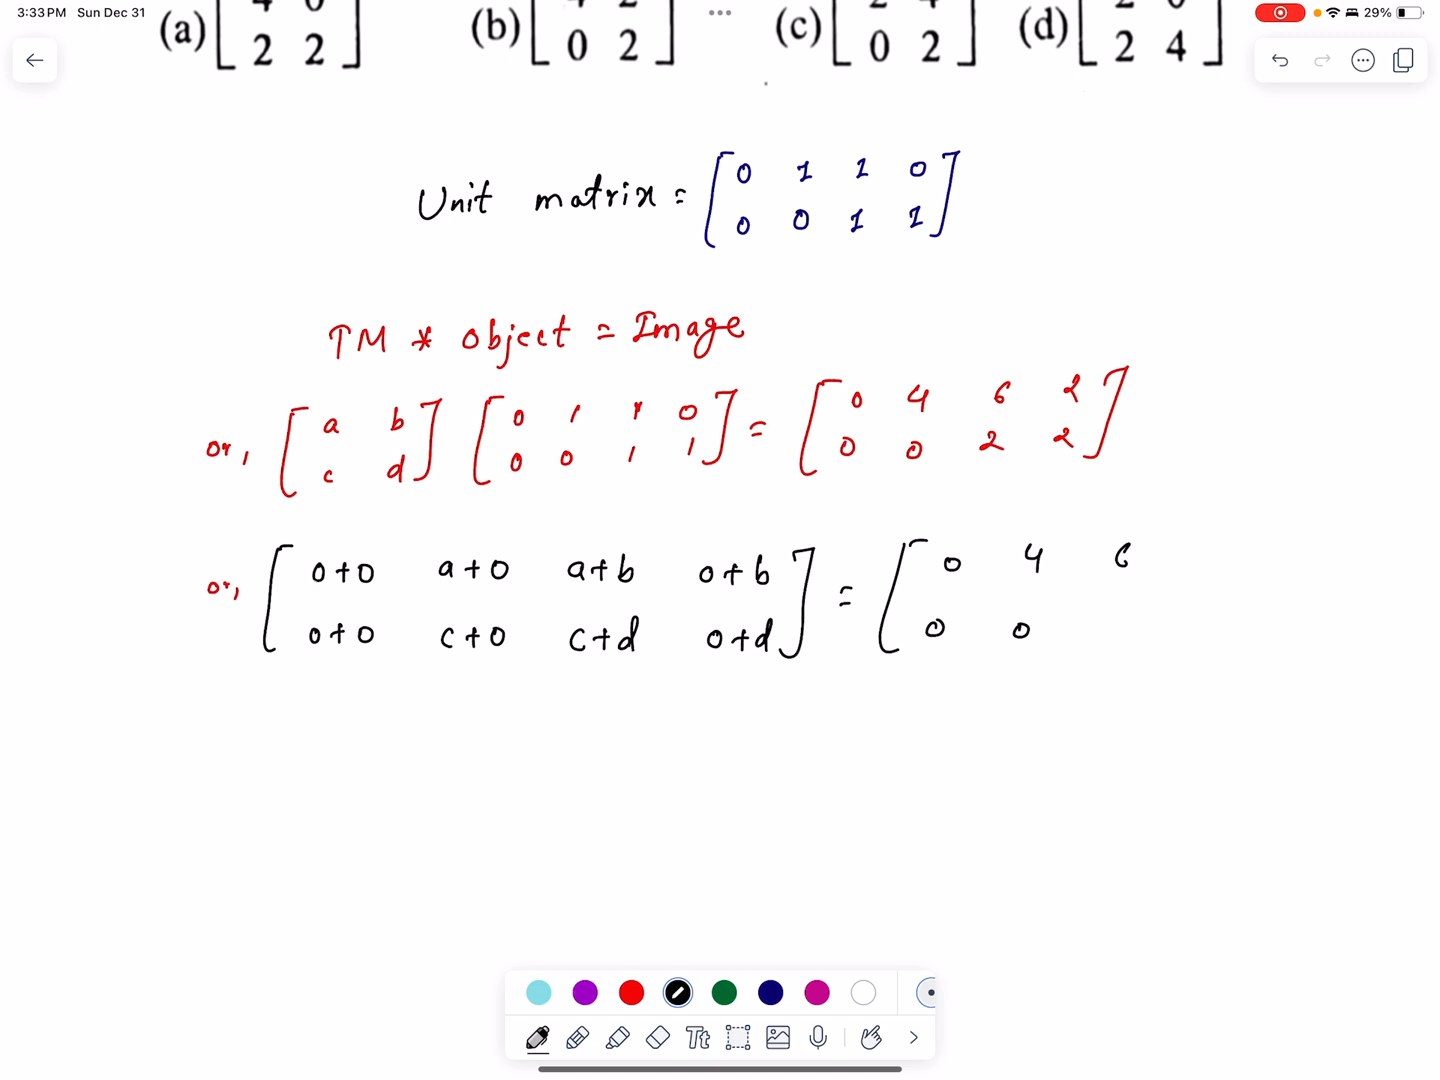 3:33 PM Sun Dec 31
29%
(a) [ 2 2 ] (b) [ 0 2 ] (c) [ 0 2 ] (d) [ 2 4 ]
Unit matrix = [ 0 1 1 0
0 0 1 1 ]
TM * object = Image
or, [ a b ] [ 0 1 1 0 ] = [ 0 4 6 2 ]
c d 0 0 1 1 0 0 2 2
or, [ 0+0 a+0 a+b 0+b ] = [ 0 4 6
0+0 c+0 c+d 0+d 0 0
Tt